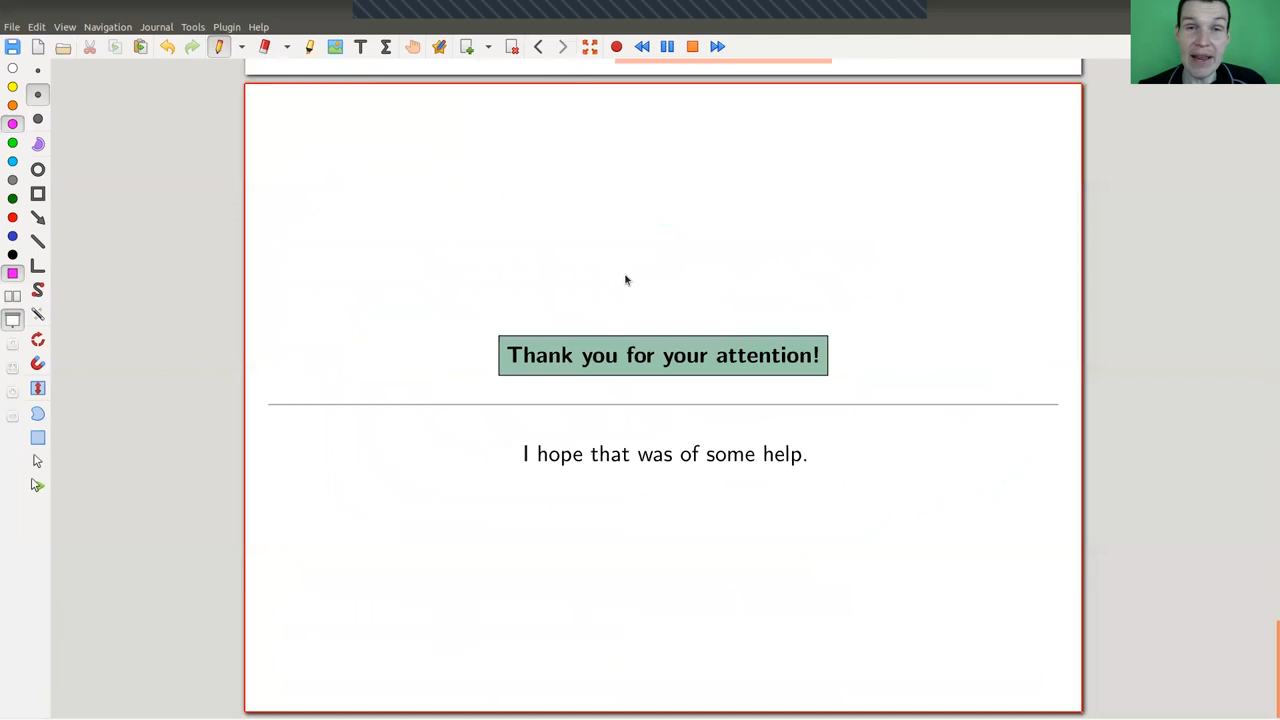 File Edit View Navigation Journal Tools Plugin Help
Thank you for your attention!
I hope that was of some help.